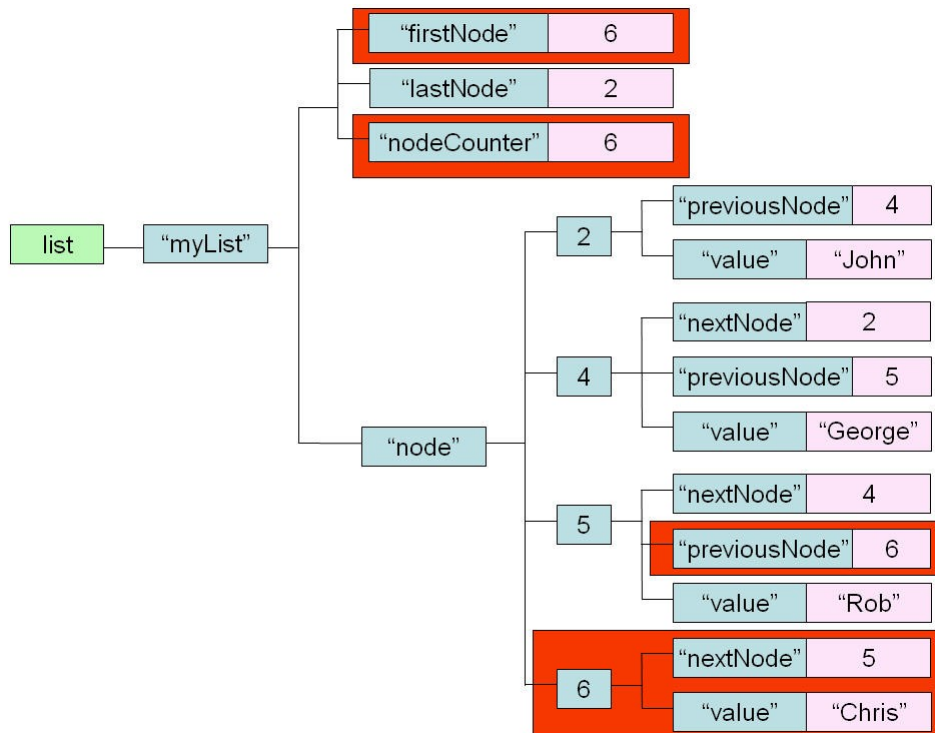 “firstNode” 6
“lastNode” 2
“nodeCounter” 6
list “myList”
“node”
2
“previousNode” 4
“value” “John”
4
“nextNode” 2
“previousNode” 5
“value” “George”
5
“nextNode” 4
“previousNode” 6
“value” “Rob”
6
“nextNode” 5
“value” “Chris”